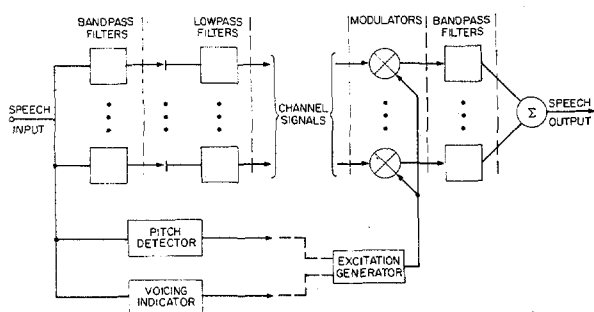 BANDPASS
FILTERS
LOWPASS
FILTERS
MODULATORS
BANDPASS
FILTERS
SPEECH
INPUT
CHANNEL
SIGNALS
Σ
SPEECH
OUTPUT
PITCH
DETECTOR
EXCITATION
GENERATOR
VOICING
INDICATOR